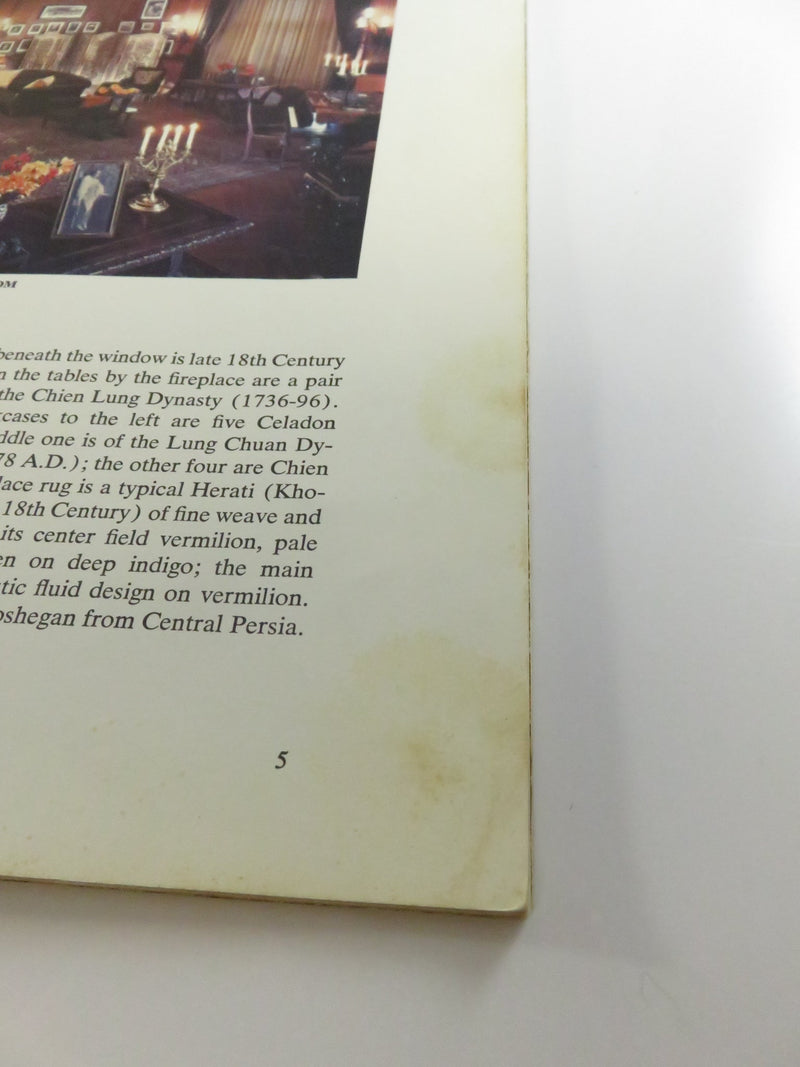 OM
beneath the window is late 18th Century
n the tables by the fireplace are a pair
the Chien Lung Dynasty (1736-96).
cases to the left are five Celadon
ddle one is of the Lung Chuan Dy-
78 A.D.); the other four are Chien
lace rug is a typical Herati (Kho-
18th Century) of fine weave and
its center field vermilion, pale
en on deep indigo; the main
tic fluid design on vermilion.
oshegan from Central Persia.
5